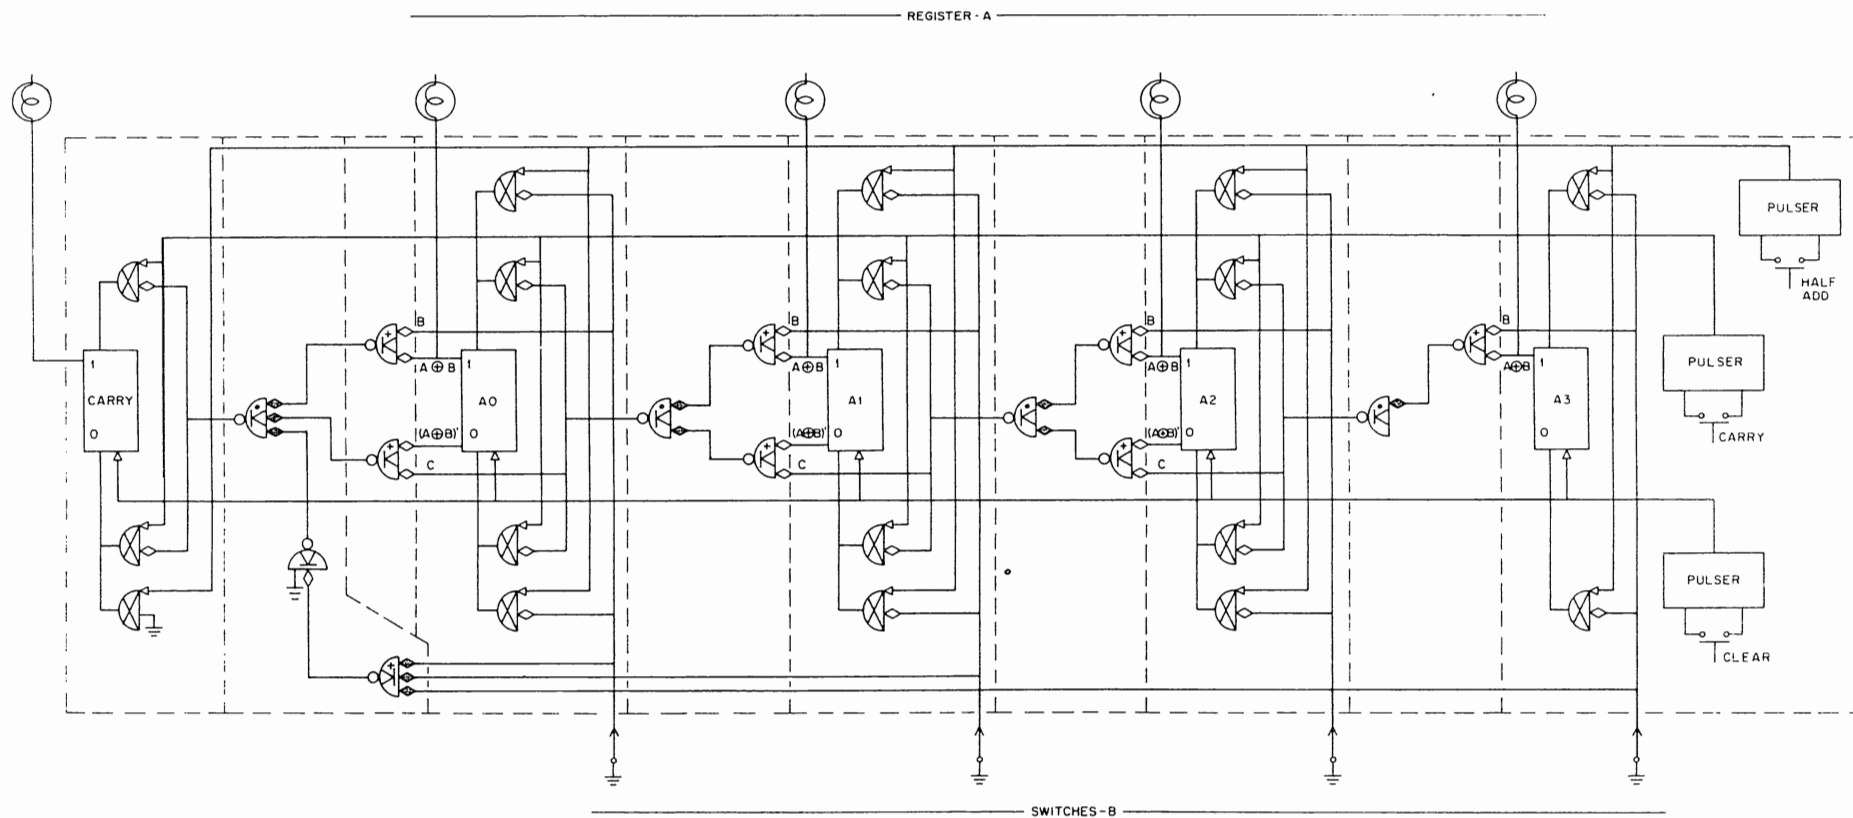 REGISTER - A
PULSER
HALF
ADD
B
B
B
B
1
1
1
1
1
A ⊕ B
A ⊕ B
A ⊕ B
A⊕B
PULSER
CARRY
A0
A1
A2
A3
CARRY
0
(A⊕B)'
0
(A⊕B)'
0
(A⊕B)'
0
0
C
C
C
PULSER
CLEAR
SWITCHES - B